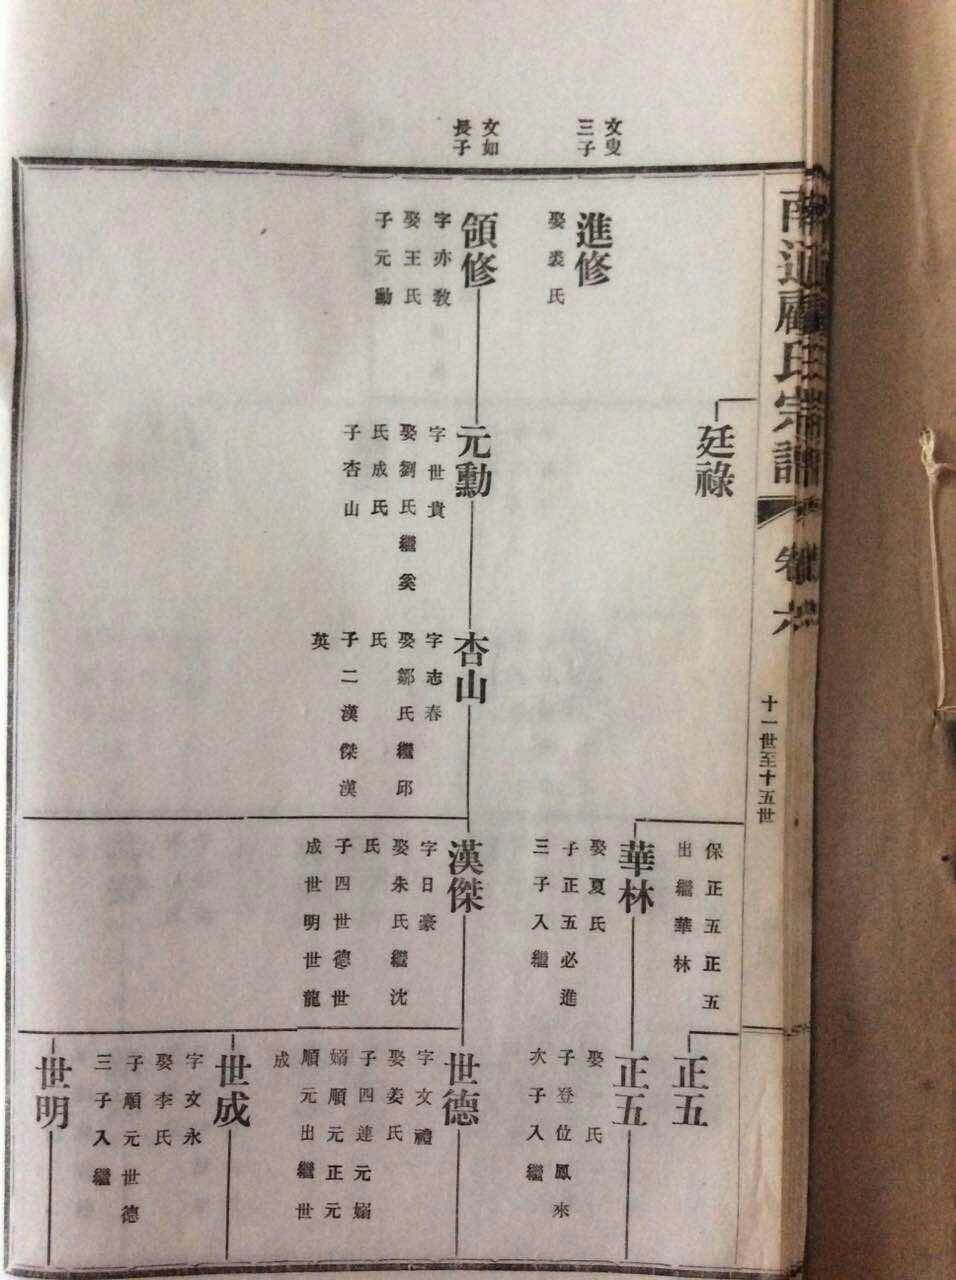 南通顧氏宗譜
卷六
十一世至十五世
文叟
三子
文如
長子
進修
娶裘氏
領修
字亦敎
娶王氏
子元勳
廷祿
元勳
字世貴
娶劉氏繼奚
氏成氏
子杏山
杏山
字志春
娶鄒氏繼邱
氏
子二漢傑漢
英
保正五正五
出繼華林
華林
娶夏氏
子正五必進
三子入繼
漢傑
字日豪
娶朱氏繼沈
氏
子四世德世
成世明世龍
正五
正五
娶 氏
子登位鳳來
次子入繼
世德
字文禮
娶姜氏
子四連元
順元正元
順元出繼世
成
世成
字文永
娶李氏
子順元世德
三子入繼
世明